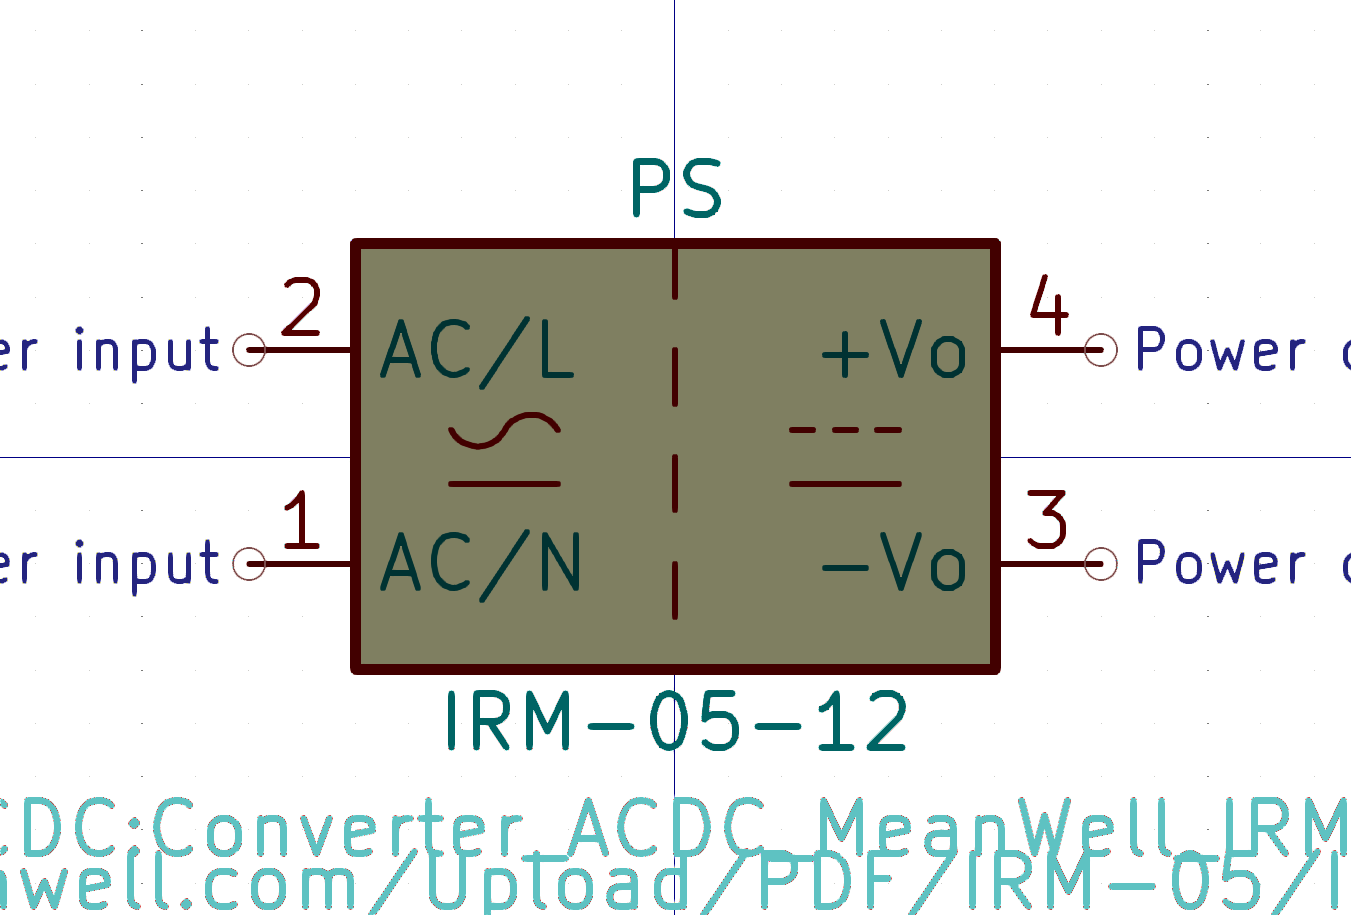 PS
2
4
er input
AC/L
+Vo
Power
1
3
er input
AC/N
-Vo
Power
IRM-05-12
CDC:Converter_ACDC_MeanWell_IRM
well.com/Upload/PDF/IRM-05/I